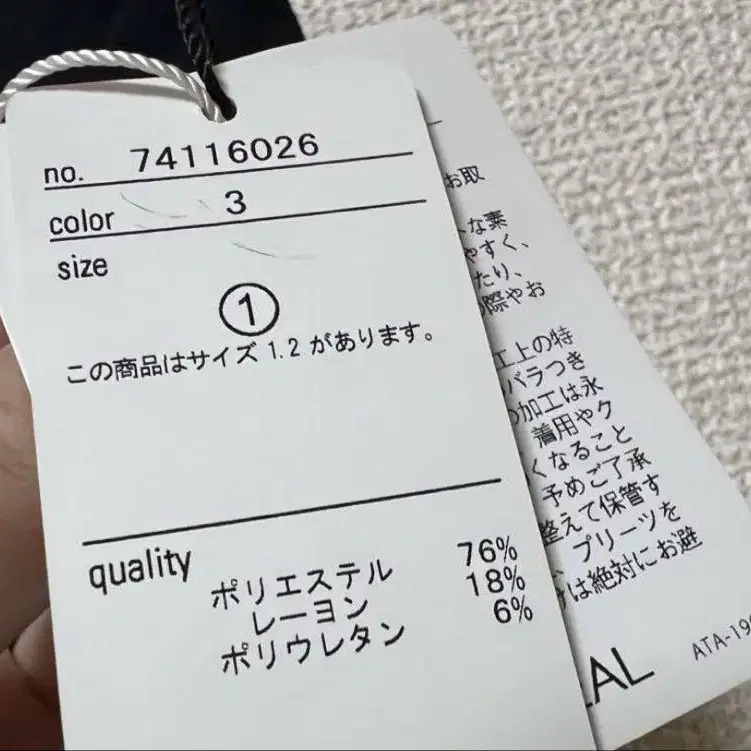 no. 74116026
color 3
size
①
この商品はサイズ 1.2 があります。
quality
ポリエステル 76%
レーヨン 18%
ポリウレタン 6%
お取
な素
やすく、
たり、
際やお
工上の特
バラつき
加工は永
着用やク
くなること
予めご了承
整えて保管す
プリーツを
は絶対にお避
AL
ATA-19